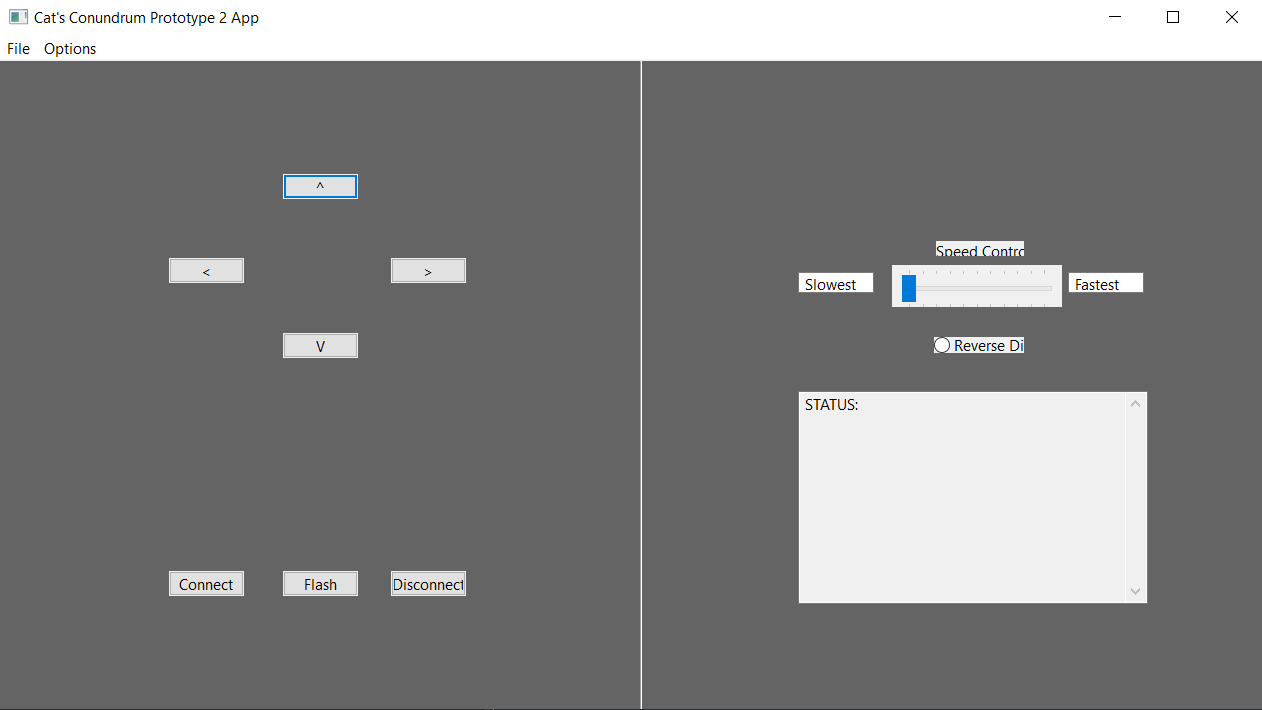 Cat's Conundrum Prototype 2 App
File Options
^
< >
V
Connect Flash Disconnect
Speed Contro
Slowest Fastest
Reverse Di
STATUS: